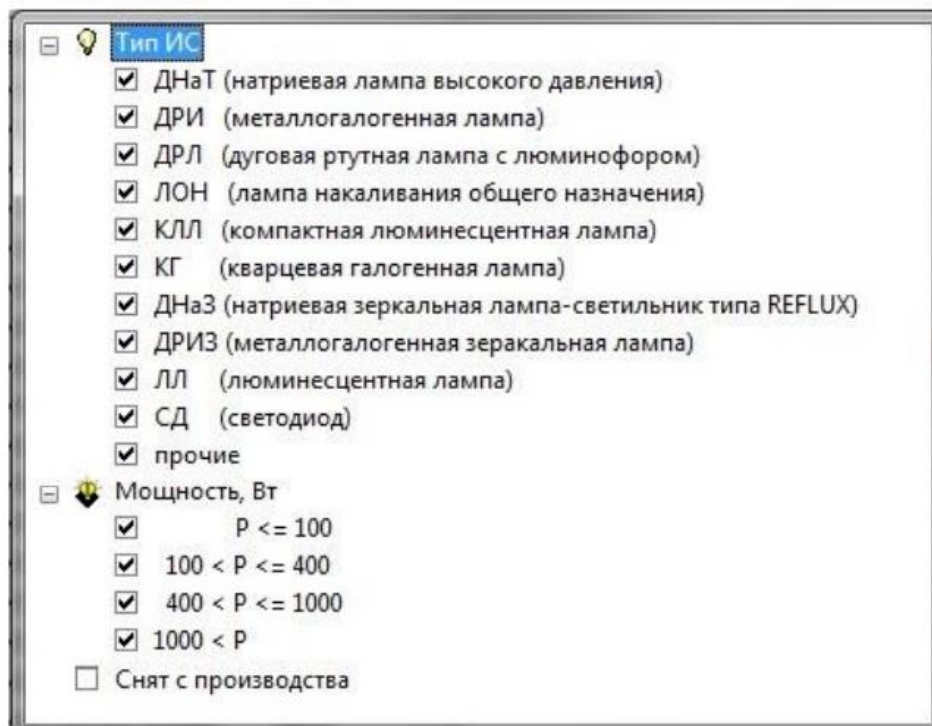 Тип ИС
ДНаТ (натриевая лампа высокого давления)
ДРИ (металлогалогенная лампа)
ДРЛ (дуговая ртутная лампа с люминофором)
ЛОН (лампа накаливания общего назначения)
КЛЛ (компактная люминесцентная лампа)
КГ (кварцевая галогенная лампа)
ДНаЗ (натриевая зеркальная лампа-светильник типа REFLUX)
ДРИЗ (металлогалогенная зеракальная лампа)
ЛЛ (люминесцентная лампа)
СД (светодиод)
прочие
Мощность, Вт
P <= 100
100 < P <= 400
400 < P <= 1000
1000 < P
Снят с производства